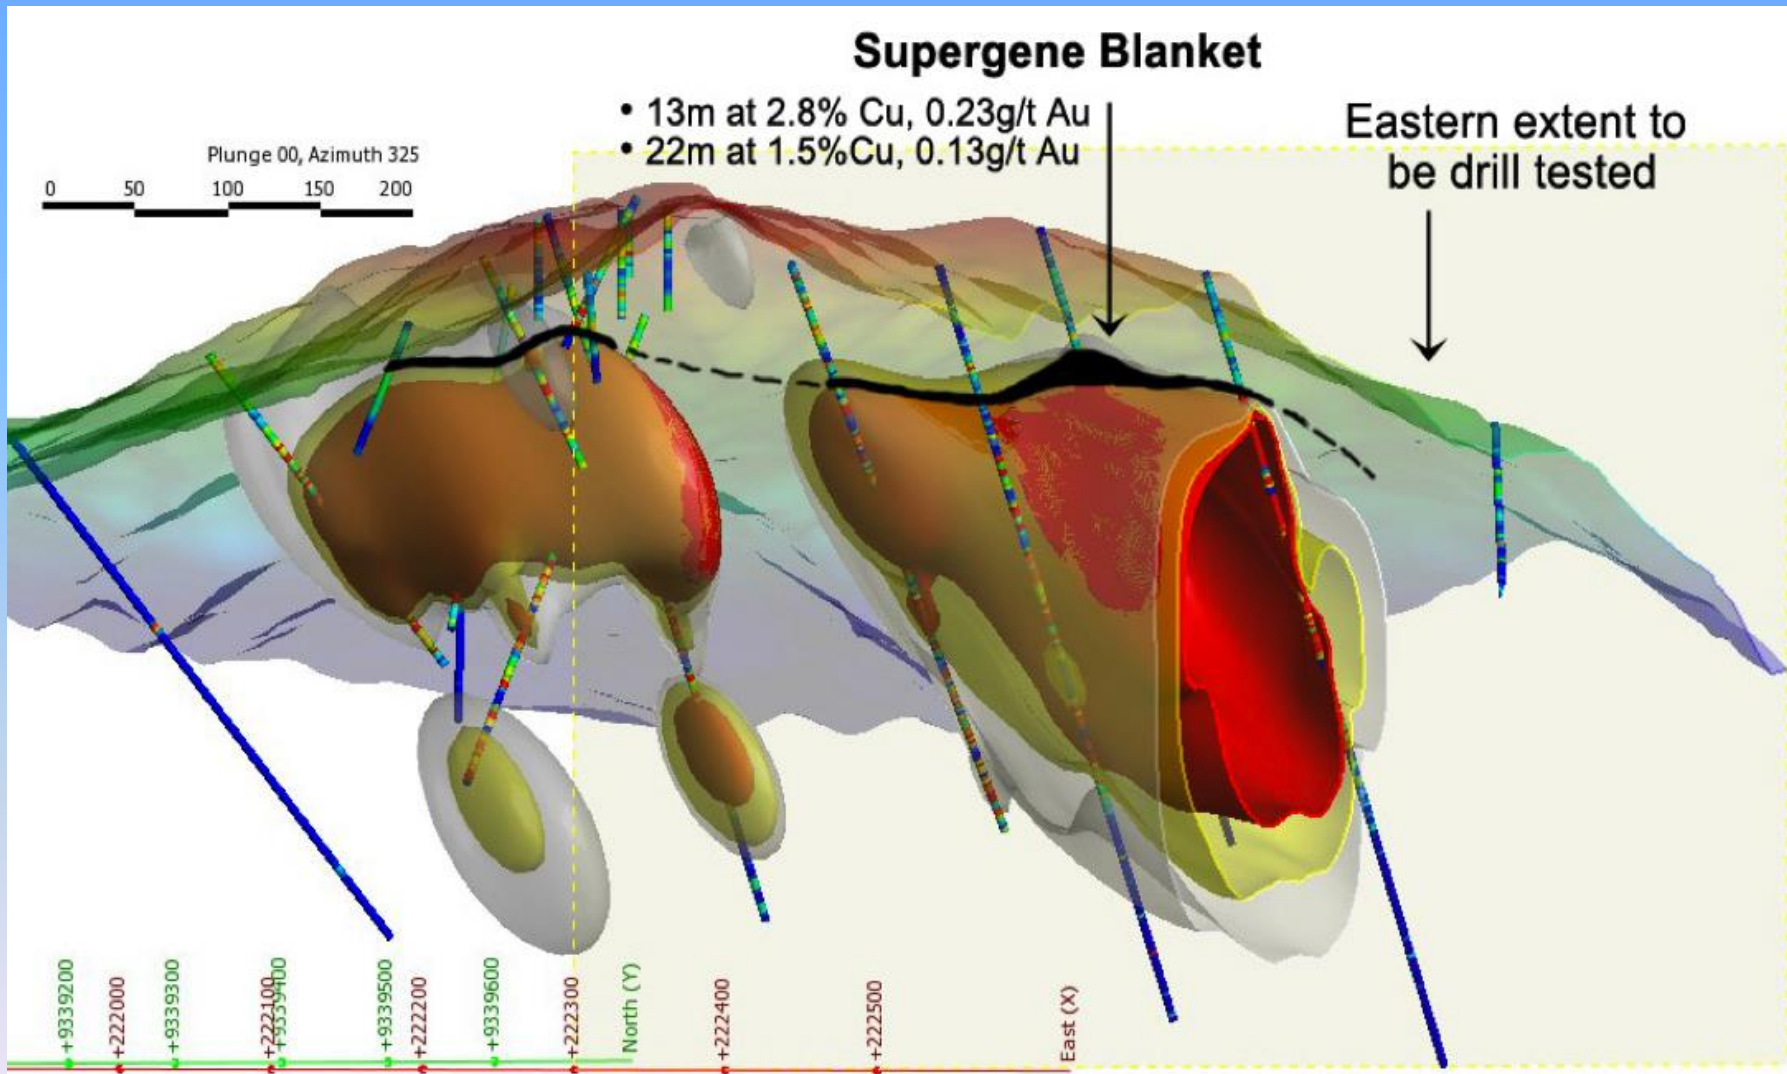 Supergene Blanket
• 13m at 2.8% Cu, 0.23g/t Au
• 22m at 1.5%Cu, 0.13g/t Au
Eastern extent to
be drill tested
Plunge 00, Azimuth 325
0 50 100 150 200
+9339200
+222000
+9339300
+222100
+9339400
+9339500
+222200
+9339600
+222300
North (Y)
+222400
+222500
East (X)